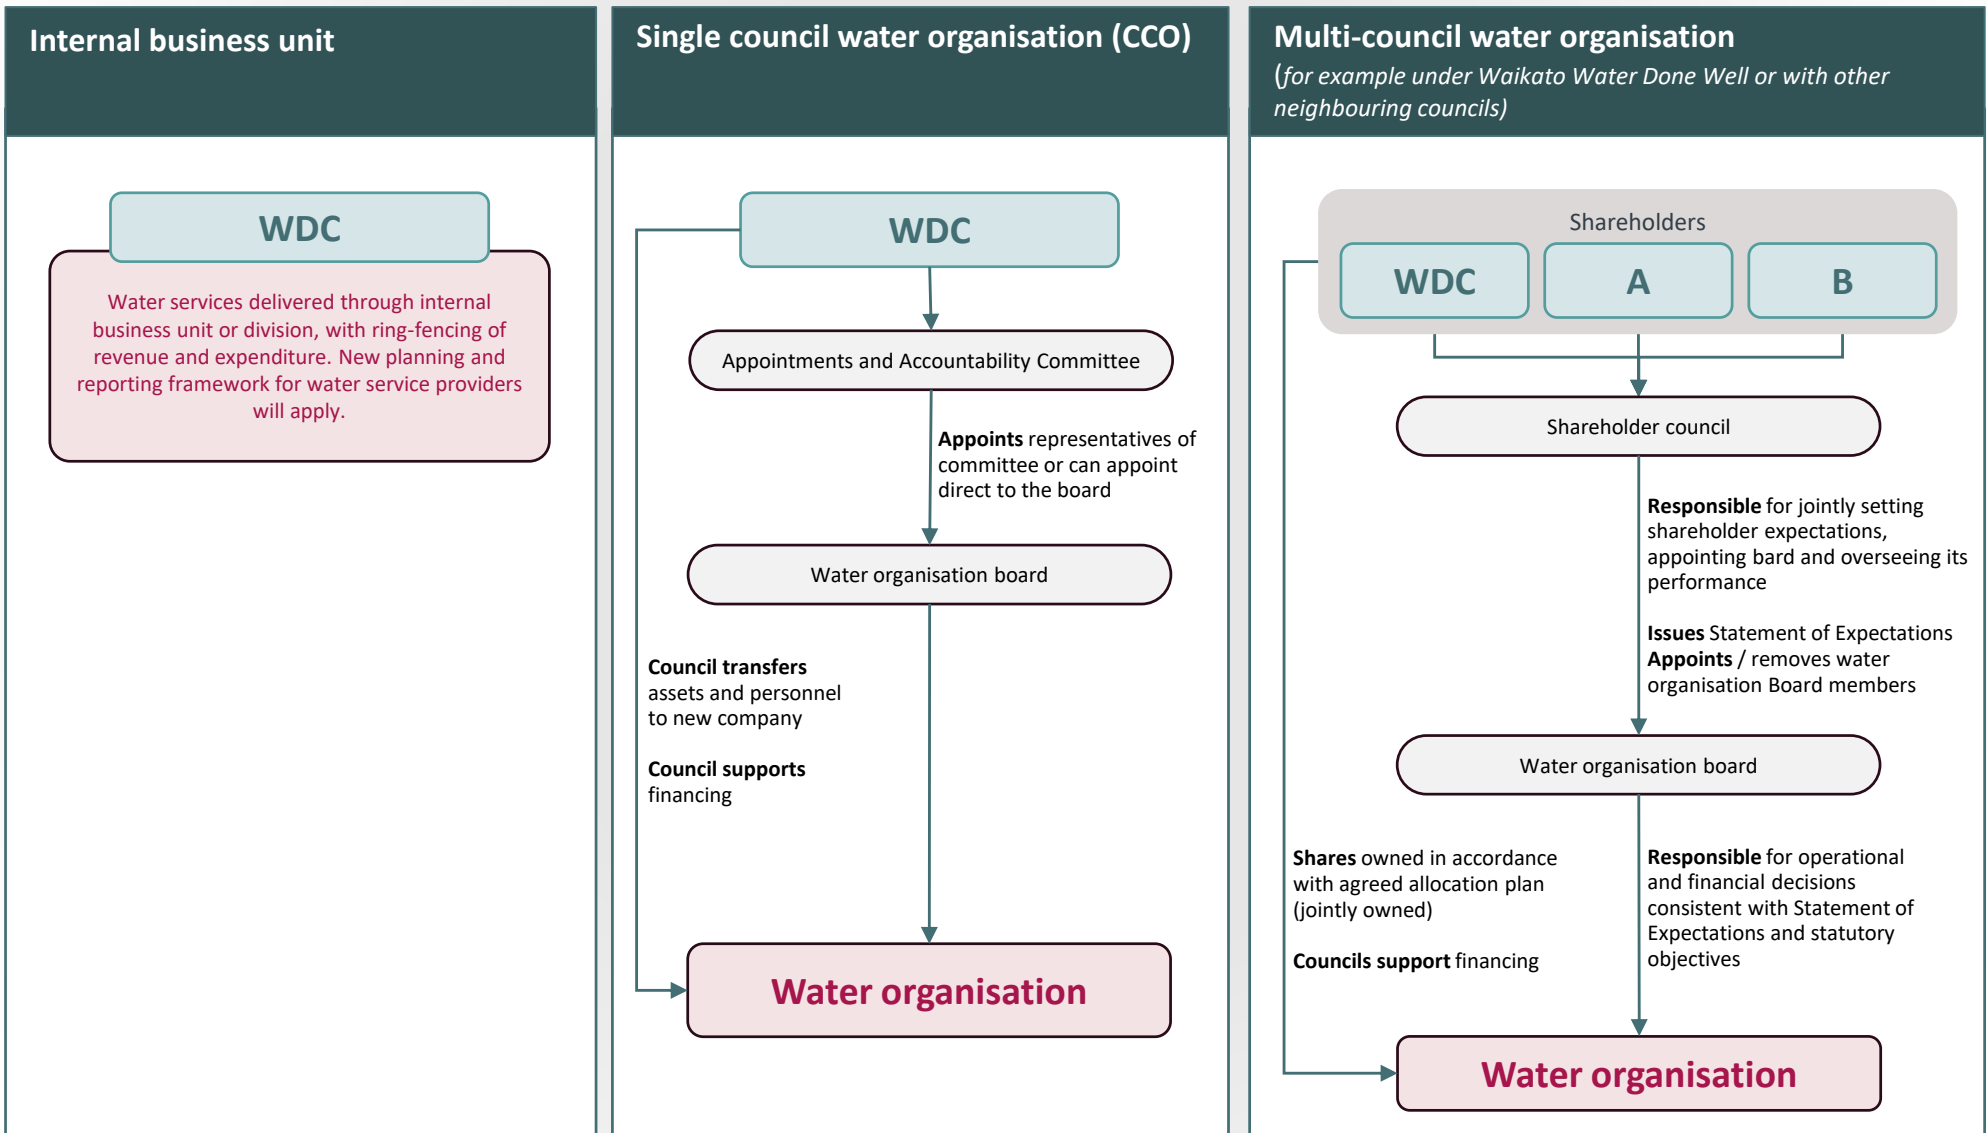 Internal business unit
WDC
Water services delivered through internal
business unit or division, with ring-fencing of
revenue and expenditure. New planning and
reporting framework for water service providers
will apply.
Single council water organisation (CCO)
WDC
Appointments and Accountability Committee
Appoints representatives of
committee or can appoint
direct to the board
Water organisation board
Council transfers
assets and personnel
to new company
Council supports
financing
Water organisation
Multi-council water organisation
(for example under Waikato Water Done Well or with other
neighbouring councils)
Shareholders
WDC
A
B
Shareholder council
Responsible for jointly setting
shareholder expectations,
appointing bard and overseeing its
performance
Issues Statement of Expectations
Appoints / removes water
organisation Board members
Water organisation board
Shares owned in accordance
with agreed allocation plan
(jointly owned)
Councils support financing
Responsible for operational
and financial decisions
consistent with Statement of
Expectations and statutory
objectives
Water organisation